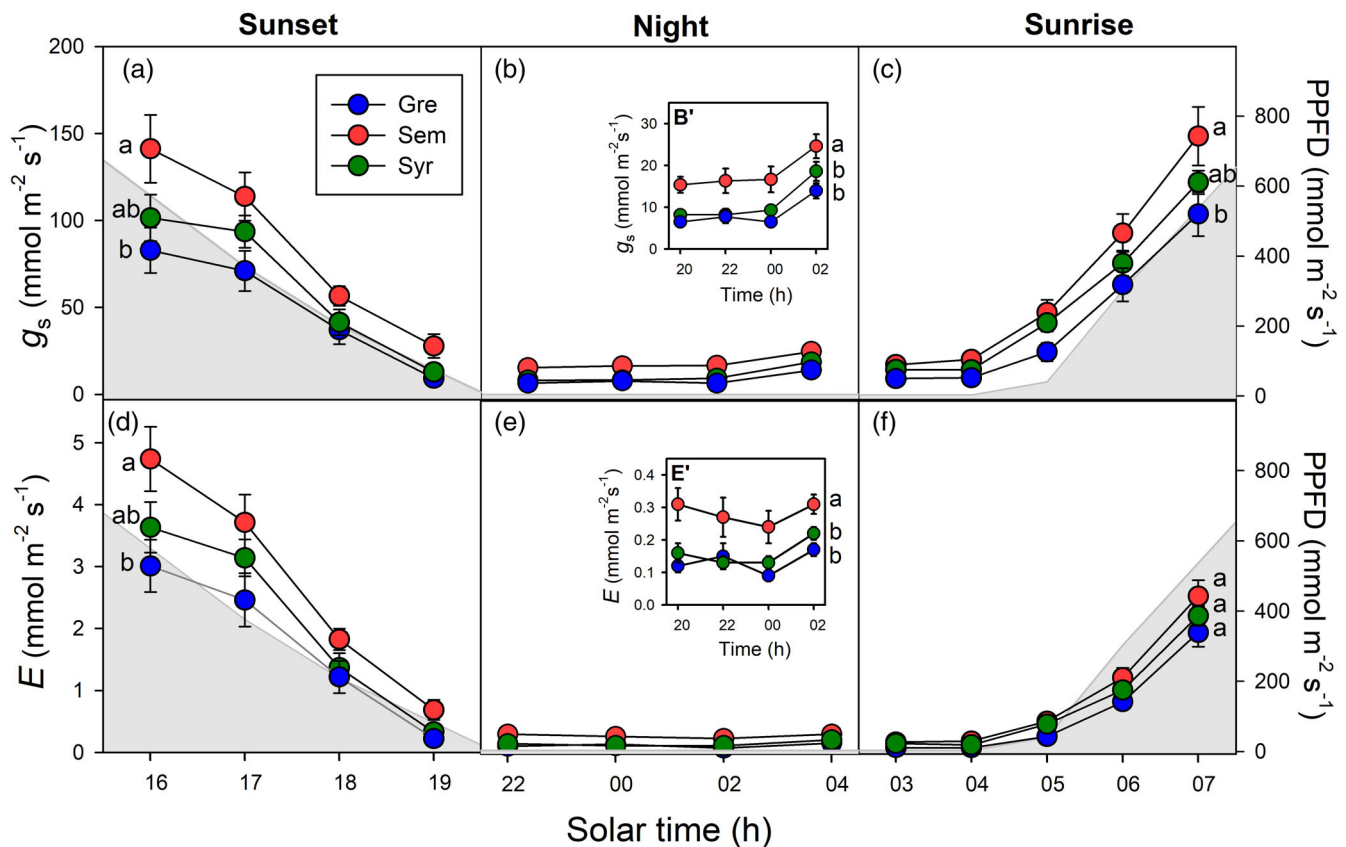 Sunset Night Sunrise
(a) (b) (c)
200
150
100
50
0
gs (mmol m-2 s-1)
Gre
Sem
Syr
a
ab
b
B'
30
20
10
0
gs (mmol m-2 s-1)
a
b
b
20 22 00 02
Time (h)
a
ab
b
800
600
400
200
0
PPFD (mmol m-2 s-1)
(d) (e) (f)
5
4
3
2
1
0
E (mmol m-2 s-1)
a
ab
b
E'
0.4
0.3
0.2
0.1
0.0
E (mmol m-2 s-1)
a
b
b
20 22 00 02
Time (h)
a
a
a
800
600
400
200
0
PPFD (mmol m-2 s-1)
16 17 18 19 22 00 02 04 03 04 05 06 07
Solar time (h)